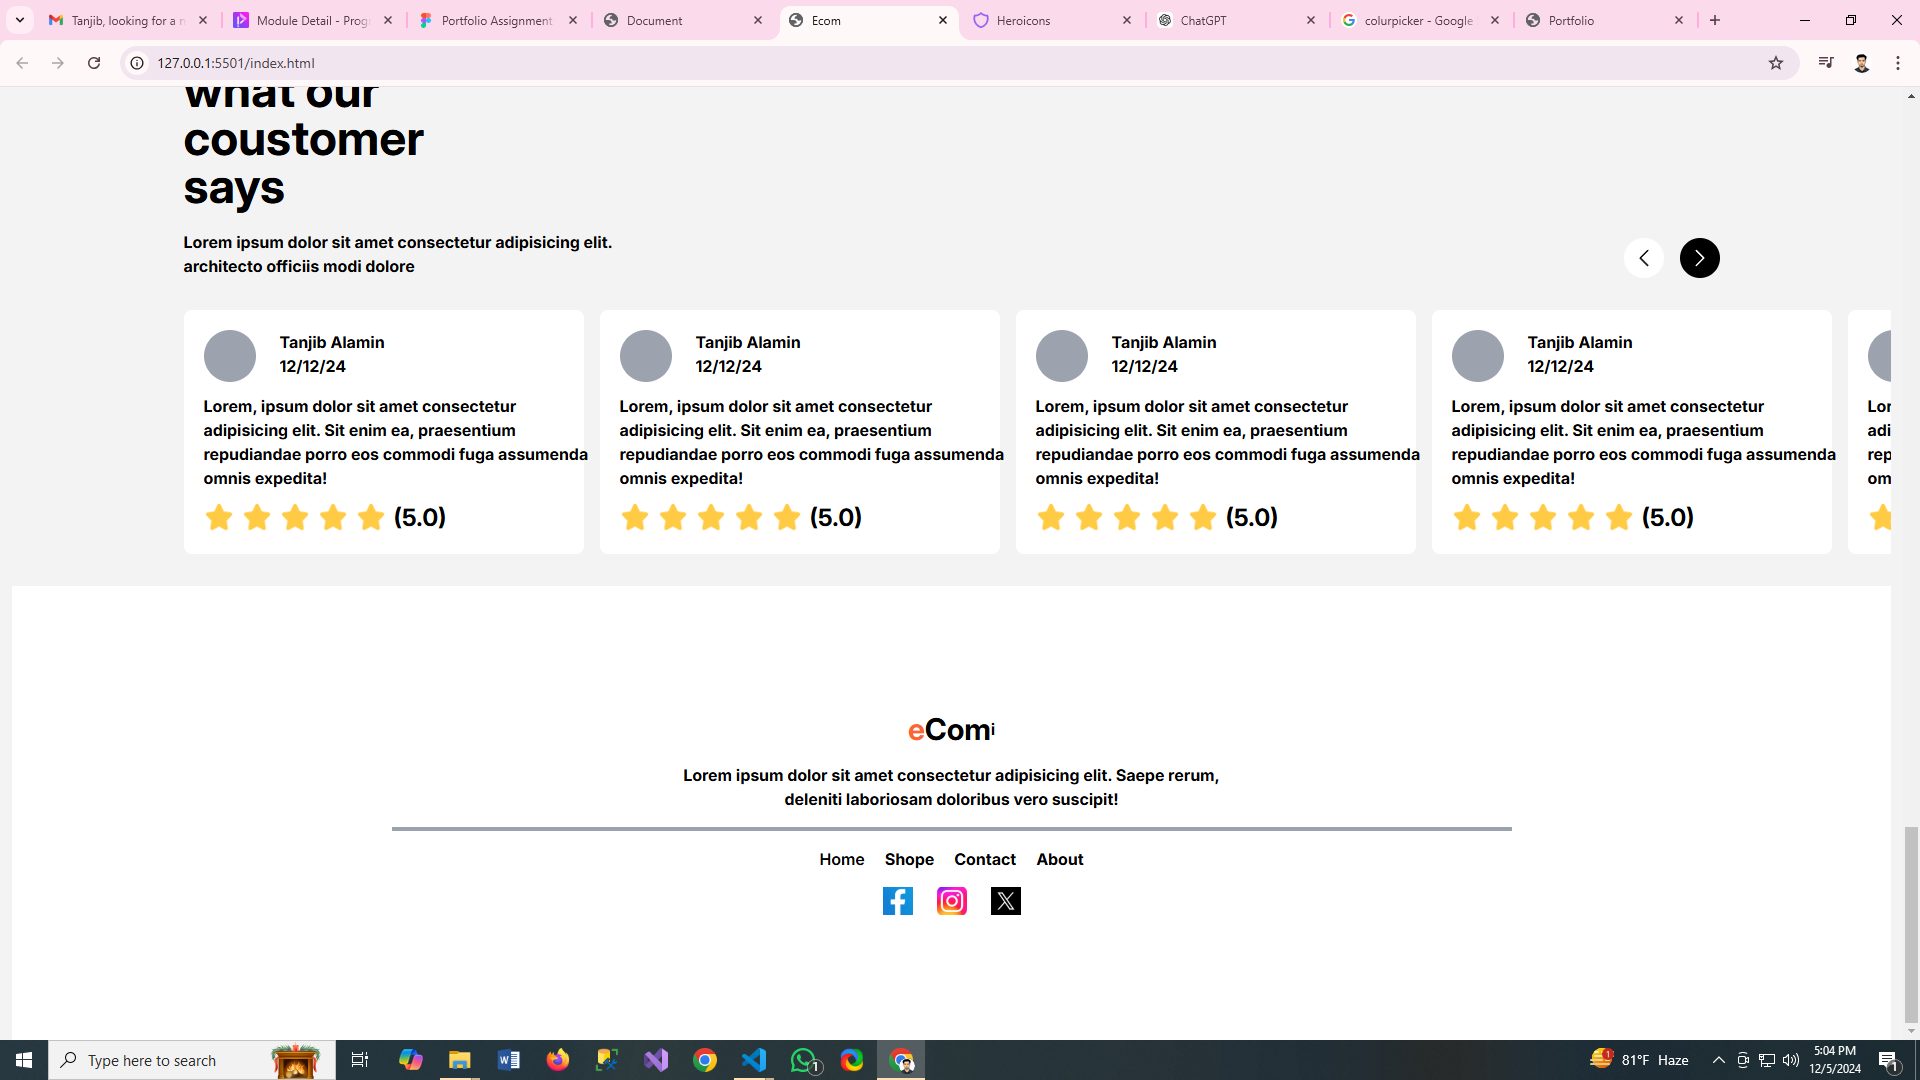 Tanjib, looking for a n
Module Detail - Prog
Portfolio Assignment
Document
Ecom
Heroicons
ChatGPT
colurpicker - Google
Portfolio
127.0.0.1:5501/index.html
what our
coustomer
says
Lorem ipsum dolor sit amet consectetur adipisicing elit.
architecto officiis modi dolore
Tanjib Alamin
12/12/24
Lorem, ipsum dolor sit amet consectetur
adipisicing elit. Sit enim ea, praesentium
repudiandae porro eos commodi fuga assumenda
omnis expedita!
(5.0)
Tanjib Alamin
12/12/24
Lorem, ipsum dolor sit amet consectetur
adipisicing elit. Sit enim ea, praesentium
repudiandae porro eos commodi fuga assumenda
omnis expedita!
(5.0)
Tanjib Alamin
12/12/24
Lorem, ipsum dolor sit amet consectetur
adipisicing elit. Sit enim ea, praesentium
repudiandae porro eos commodi fuga assumenda
omnis expedita!
(5.0)
Tanjib Alamin
12/12/24
Lorem, ipsum dolor sit amet consectetur
adipisicing elit. Sit enim ea, praesentium
repudiandae porro eos commodi fuga assumenda
omnis expedita!
(5.0)
Lor
adi
rep
om
eComi
Lorem ipsum dolor sit amet consectetur adipisicing elit. Saepe rerum,
deleniti laboriosam doloribus vero suscipit!
Home Shope Contact About
Type here to search
1
1
81°F Haze
5:04 PM
12/5/2024
1